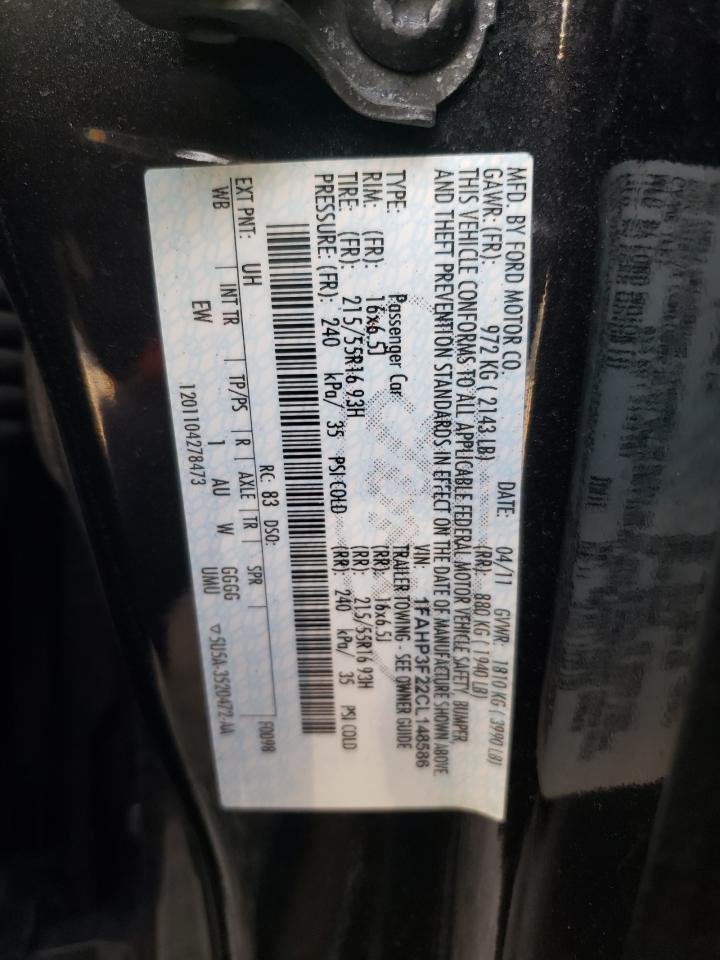 MFD. BY FORD MOTOR CO.
DATE: 04/11 GVWR: 1810 KG ( 3990 LB)
GAWR: (FR): 972 KG ( 2143 LB) (RR): 880 KG ( 1940 LB)
THIS VEHICLE CONFORMS TO ALL APPLICABLE FEDERAL MOTOR VEHICLE SAFETY, BUMPER,
AND THEFT PREVENTION STANDARDS IN EFFECT ON THE DATE OF MANUFACTURE SHOWN ABOVE.
VIN: 1FAHP3F22CL 148586
TYPE: Passenger Car TRAILER TOWING - SEE OWNER GUIDE
RIM: (FR): 16x6.5J (RR): 16x6.5J
TIRE: (FR): 215/55R16 93H (RR): 215/55R16 93H
PRESSURE: (FR): 240 kPa/ 35 PSI COLD (RR): 240 kPa/ 35 PSI COLD
RC: 83 DSO: F0098
EXT PNT: UH
WB INT TR TP/PS R AXLE TR SPR
EW 1 AU W GGGG UMU
1201104278473 ▽ 5U5A-3520472-AA